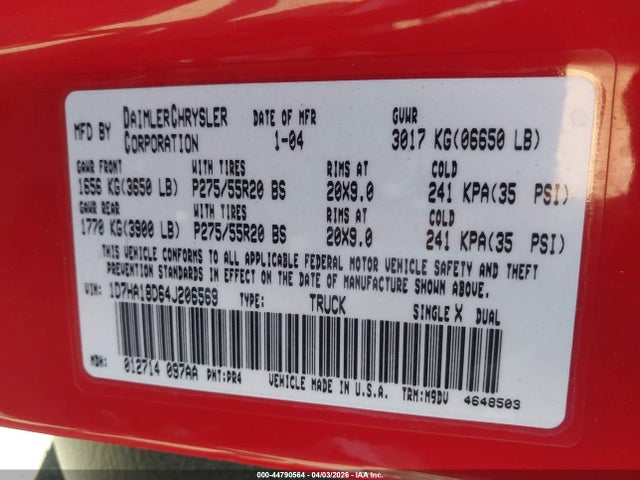 MFD BY DAIMLERCHRYSLER CORPORATION DATE OF MFR 1-04 GVWR 3017 KG(06650 LB)
GAWR FRONT WITH TIRES RIMS AT COLD
1656 KG(3650 LB) P275/55R20 BS 20X9.0 241 KPA(35 PSI)
GAWR REAR WITH TIRES RIMS AT COLD
1770 KG(3900 LB) P275/55R20 BS 20X9.0 241 KPA(35 PSI)
THIS VEHICLE CONFORMS TO ALL APPLICABLE FEDERAL MOTOR VEHICLE SAFETY AND THEFT
PREVENTION STANDARDS IN EFFECT ON THE DATE OF MANUFACTURE SHOWN ABOVE.
VIN: 1D7HA18D64J206569 TYPE: TRUCK SINGLE X DUAL
MDH: 012714 097AA PNT:PR4 VEHICLE MADE IN U.S.A. TRM:M9DV 4648503
000-44790564 - 04/03/2026 - IAA Inc.